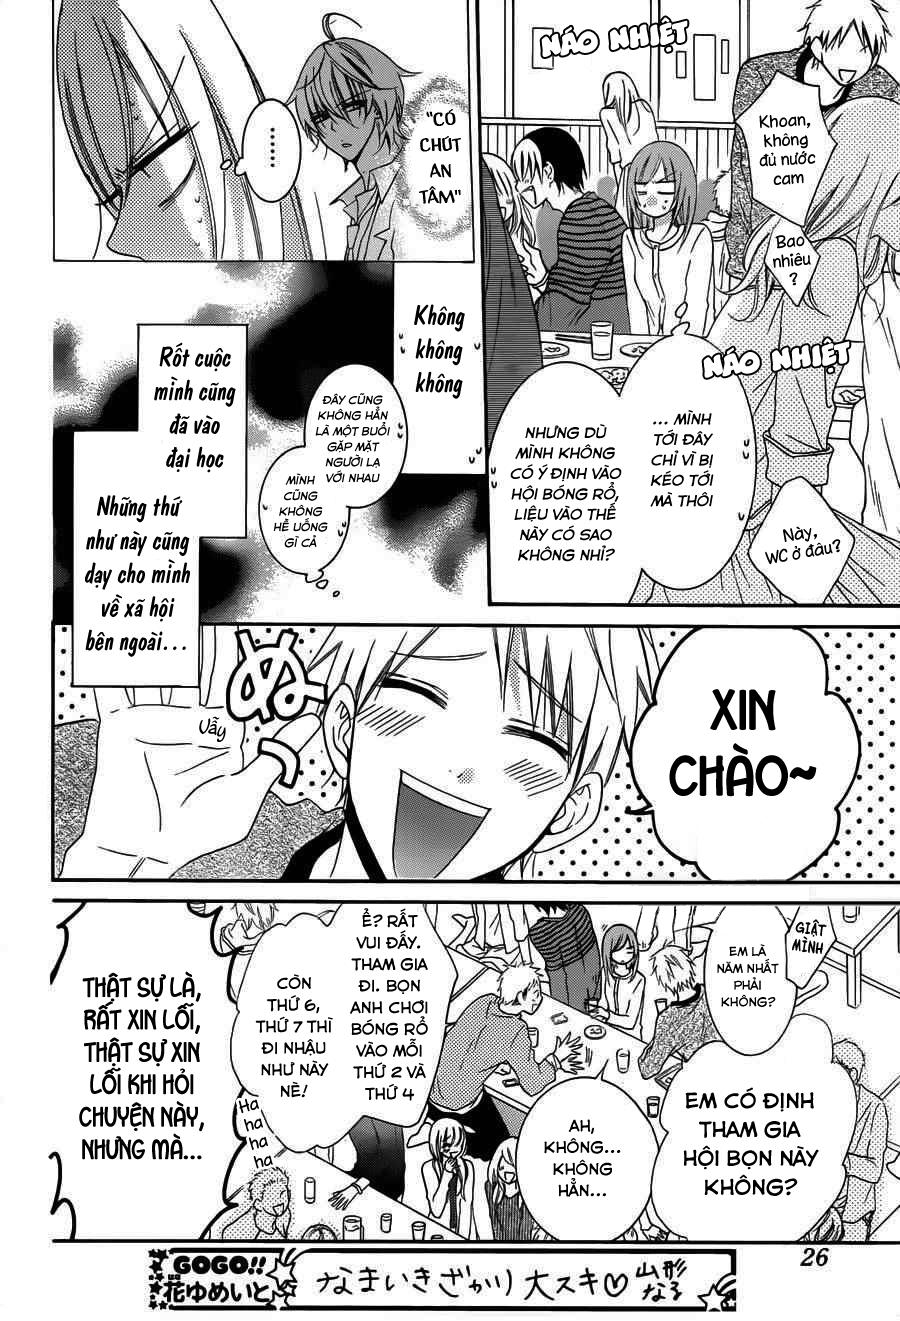 NÁO NHIỆT
Khoan,
không
đủ nước
cam
Bao
nhiêu
?
NÁO NHIỆT
... MÌNH
TỚI ĐÂY
CHỈ VÌ BỊ
KÉO TỚI
MÀ THÔI
NHƯNG DÙ
MÌNH KHÔNG
CÓ Ý ĐỊNH VÀO
HỘI BÓNG RỔ,
LIỆU VÀO THẾ
NÀY CÓ SAO
KHÔNG NHỈ?
Này,
WC ở đâu?
"CÓ
CHÚT
AN
TÂM"
......
Không
không
không
ĐÂY CŨNG
KHÔNG HẲN
LÀ MỘT BUỔI
GẶP MẶT
NGƯỜI LẠ
VỚI NHAU
MÌNH
CŨNG
KHÔNG
HỀ UỐNG
GÌ CẢ
Rốt cuộc
mình cũng
đã vào
đại học
Những thứ
như này cũng
dạy cho mình
về xã hội
bên ngoài...
XIN
CHÀO~
ぬ
Vẫy
GIẬT
MÌNH
EM LÀ
NĂM NHẤT
PHẢI
KHÔNG?
EM CÓ ĐỊNH
THAM GIA
HỘI BỌN NÀY
KHÔNG?
AH,
KHÔNG...
KHÔNG
HẲN...
Ể? RẤT
VUI ĐẤY.
THAM GIA
ĐI. BỌN
ANH CHƠI
BÓNG RỔ
VÀO MỖI
THỨ 2 VÀ
THỨ 4
CÒN
THỨ 6,
THỨ 7 THÌ
ĐI NHẬU
NHƯ NÀY
NÈ!
Ha
ha
ha
ha
THẬT SỰ LÀ,
RẤT XIN LỐI,
THẬT SỰ XIN
LỖI KHI HỎI
CHUYỆN NÀY,
NHƯNG MÀ...
26
GOGO!!
花ゆめいと
なまいきざかり大スキ♡
山形